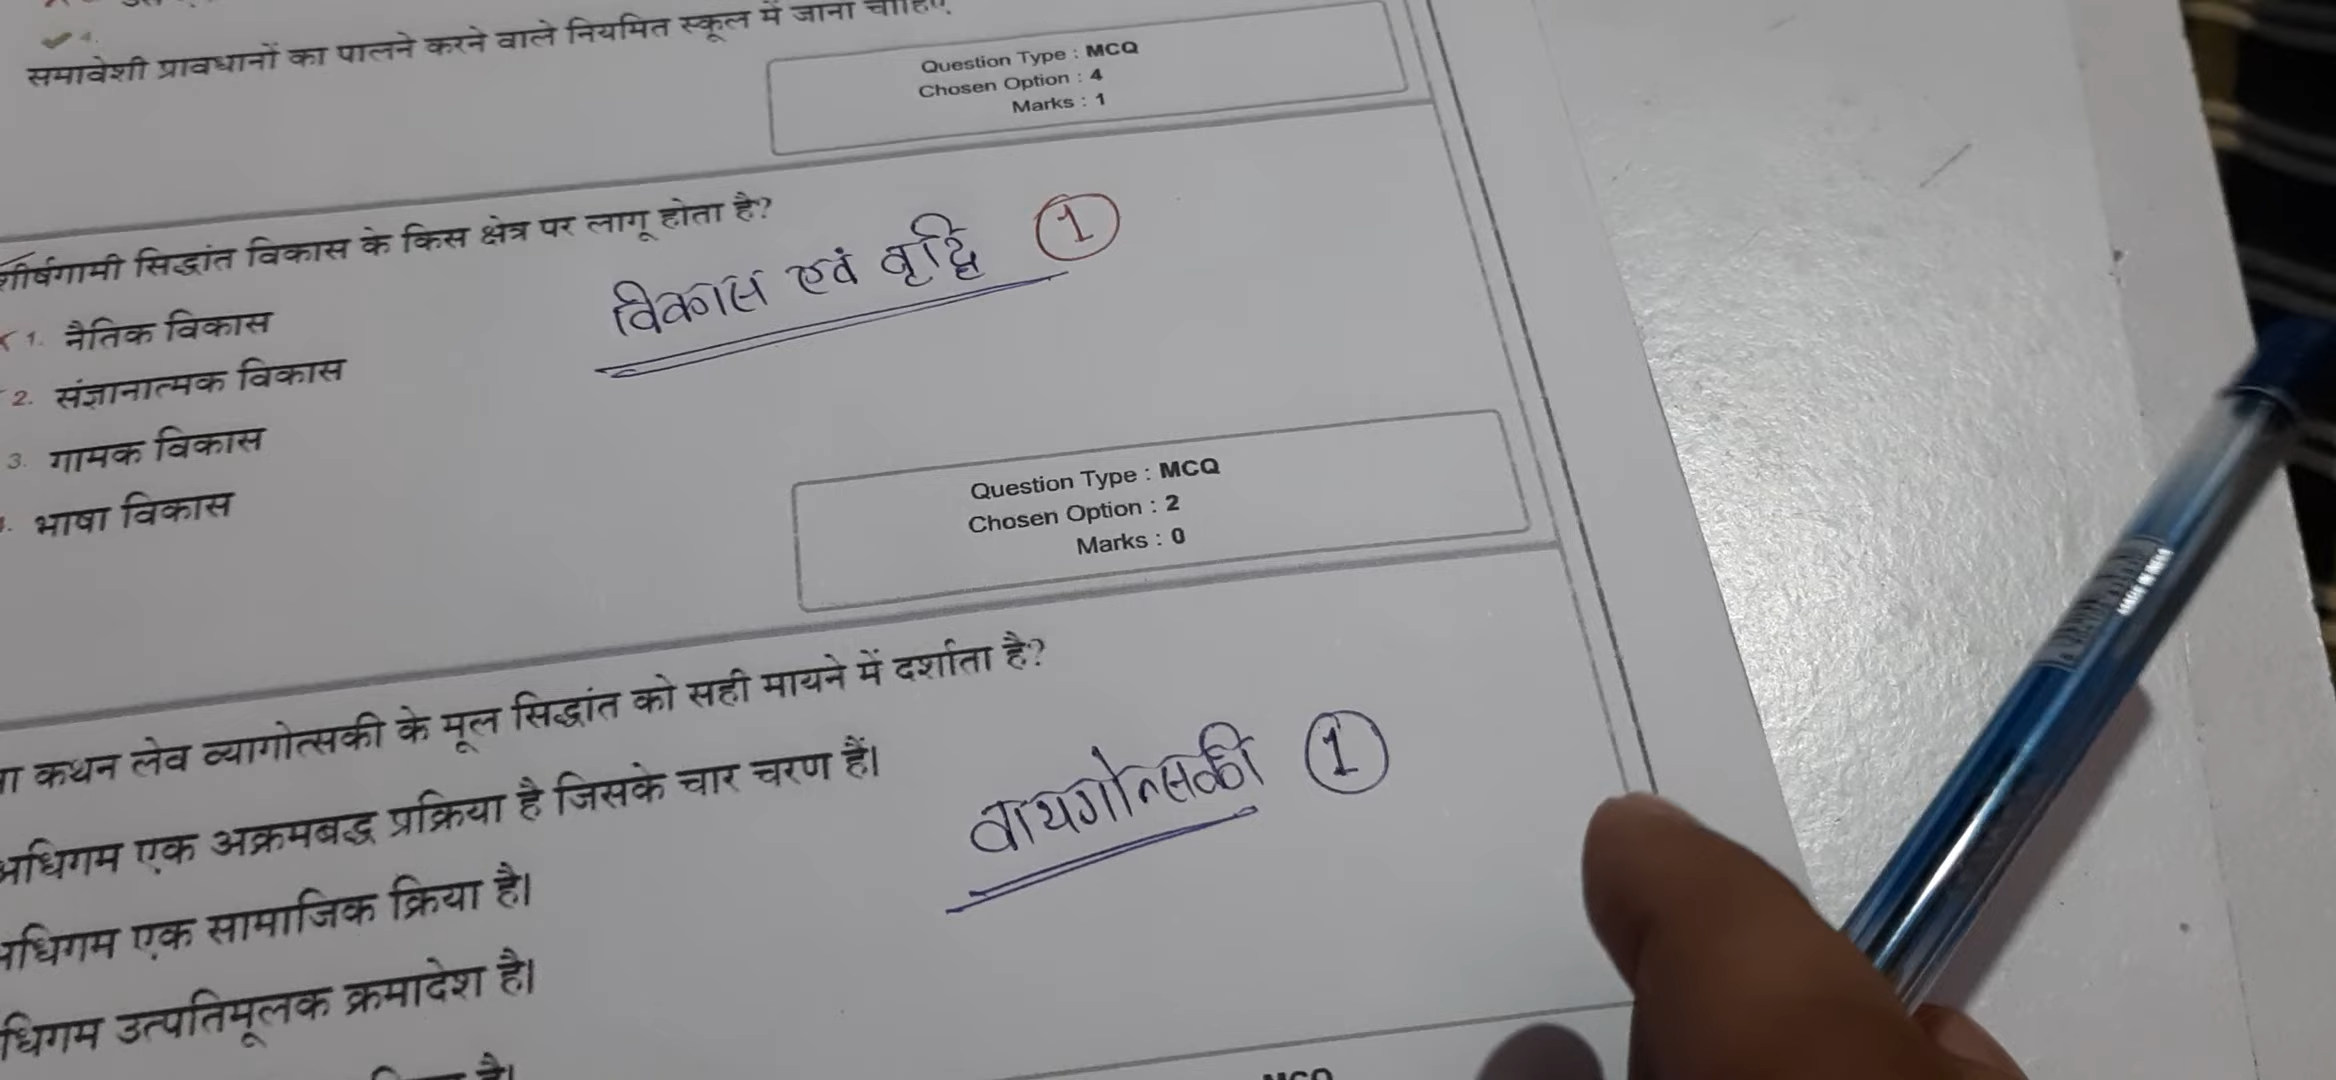 समावेशी प्रावधानों का पालने करने वाले नियमित स्कूल में जाना चाहिए
Question Type : MCQ
Chosen Option : 4
Marks : 1
शीर्षगामी सिद्धांत विकास के किस क्षेत्र पर लागू होता है?
विकास एवं वृद्धि 1
1. नैतिक विकास
2. संज्ञानात्मक विकास
3. गामक विकास
भाषा विकास
Question Type : MCQ
Chosen Option : 2
Marks : 0
कथन लेव व्यागोत्सकी के मूल सिद्धांत को सही मायने में दर्शाता है?
अधिगम एक अक्रमबद्ध प्रक्रिया है जिसके चार चरण हैं।
वायगोत्सकी 1
अधिगम एक सामाजिक क्रिया है।
धिगम उत्पतिमूलक क्रमादेश है।
है।
MCQ